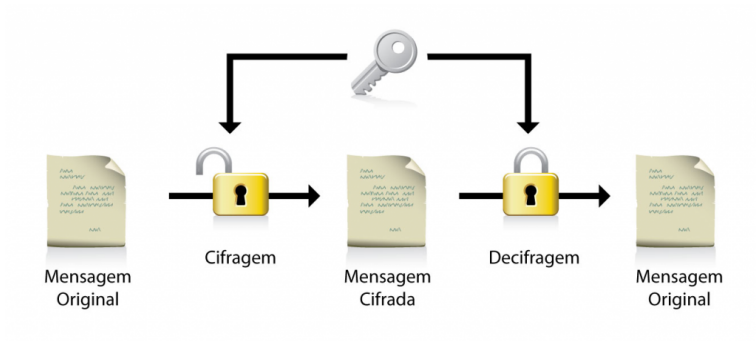 Cifragem
Decifragem
Mensagem
Original
Mensagem
Cifrada
Mensagem
Original